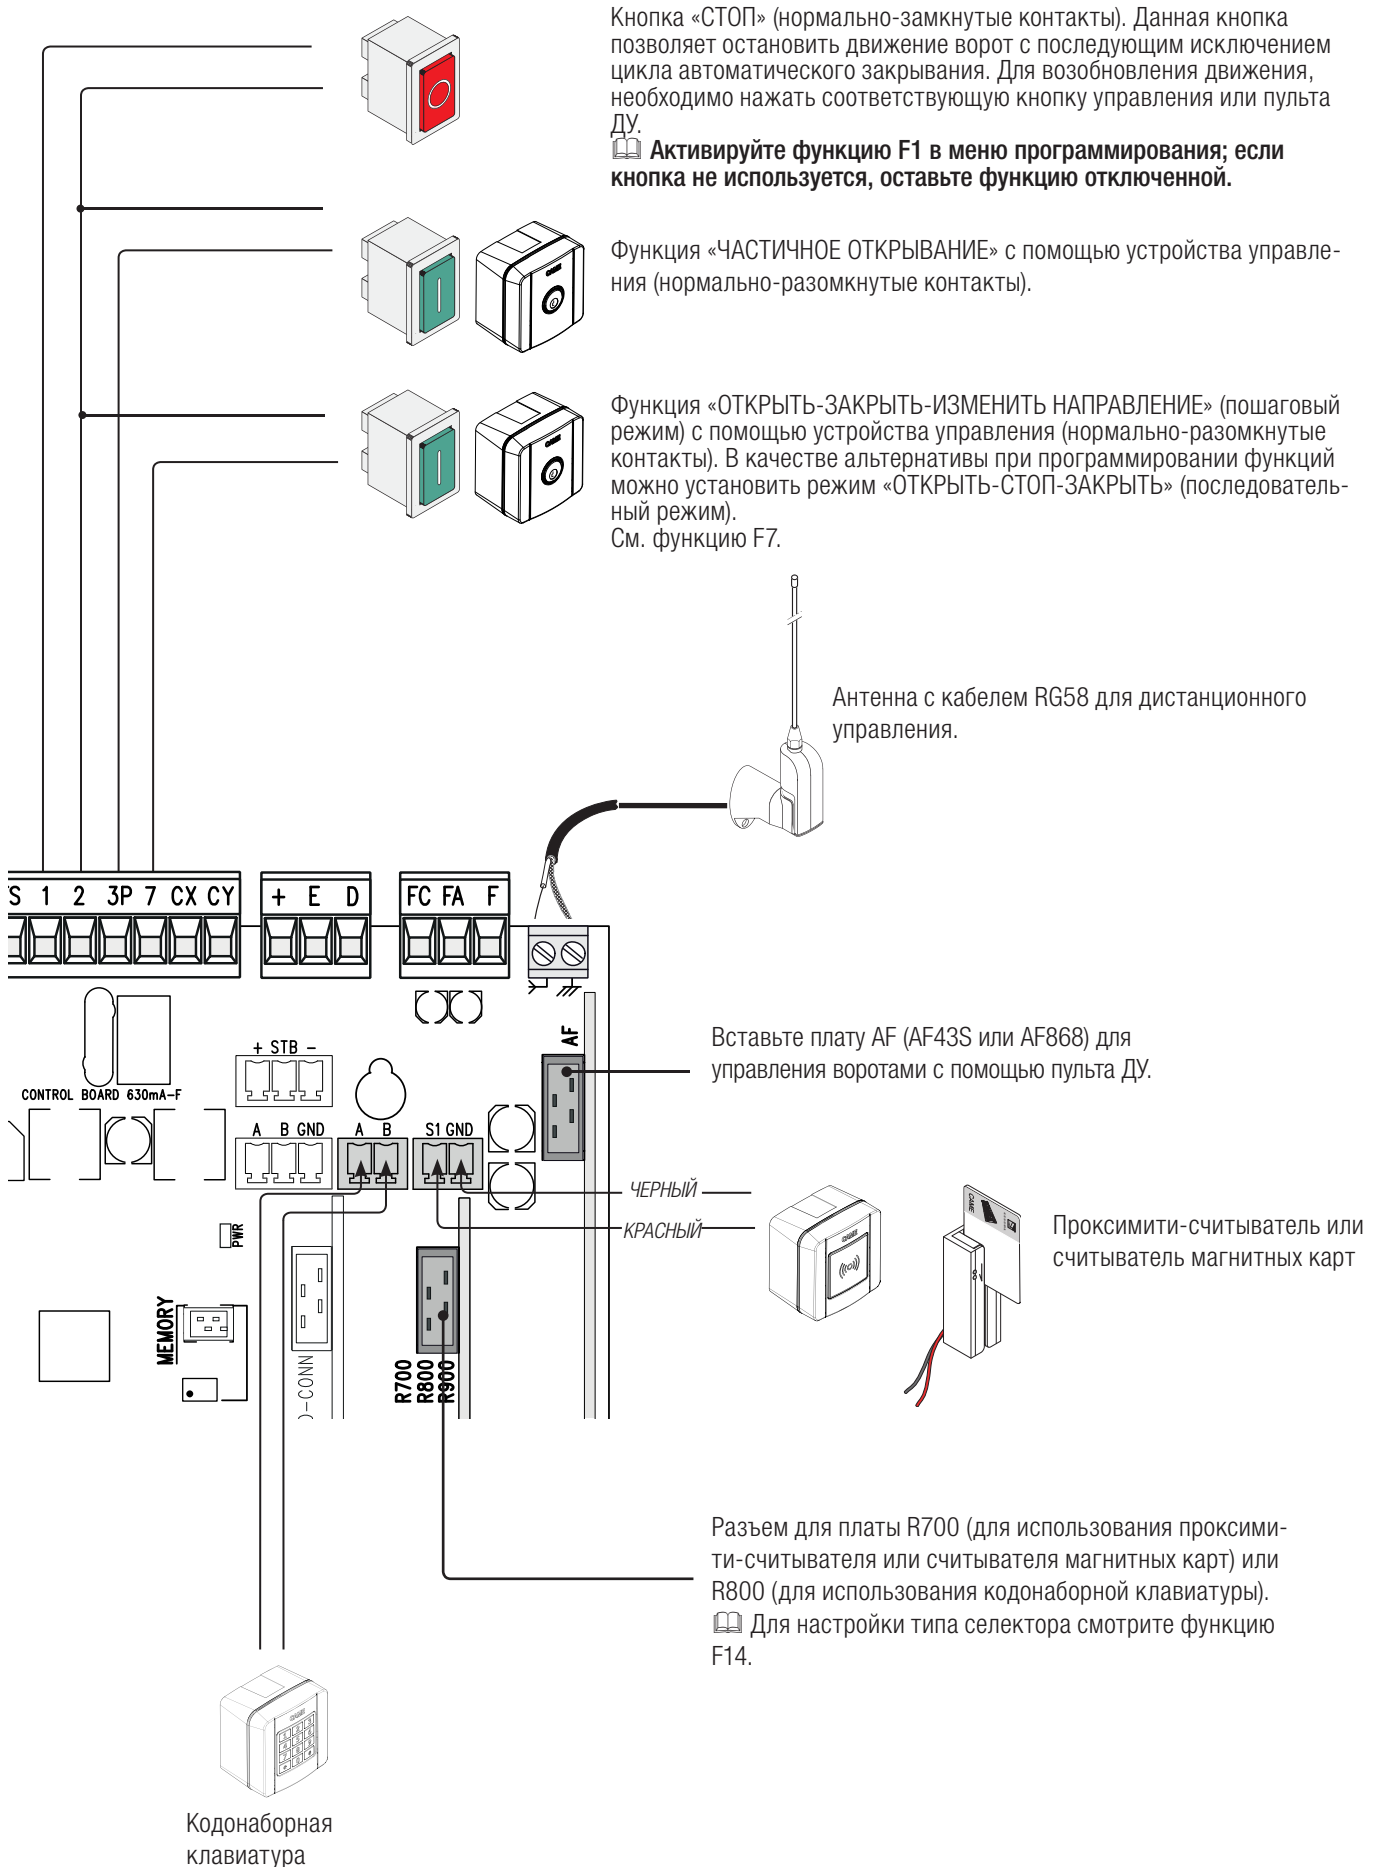 Кнопка «СТОП» (нормально-замкнутые контакты). Данная кнопка
позволяет остановить движение ворот с последующим исключением
цикла автоматического закрывания. Для возобновления движения,
необходимо нажать соответствующую кнопку управления или пульта
ДУ.
Активируйте функцию F1 в меню программирования; если
кнопка не используется, оставьте функцию отключенной.
Функция «ЧАСТИЧНОЕ ОТКРЫВАНИЕ» с помощью устройства управле-
ния (нормально-разомкнутые контакты).
CAME
Функция «ОТКРЫТЬ-ЗАКРЫТЬ-ИЗМЕНИТЬ НАПРАВЛЕНИЕ» (пошаговый
режим) с помощью устройства управления (нормально-разомкнутые
контакты). В качестве альтернативы при программировании функций
можно установить режим «ОТКРЫТЬ-СТОП-ЗАКРЫТЬ» (последователь-
ный режим).
См. функцию F7.
CAME
Антенна с кабелем RG58 для дистанционного
управления.
S 1 2 3P 7 CX CY + E D FC FA F
AF
Вставьте плату AF (AF43S или AF868) для
управления воротами с помощью пульта ДУ.
+ STB -
CONTROL BOARD 630mA-F
A B GND A B S1 GND
ЧЕРНЫЙ
КРАСНЫЙ
CAME
CAME
Проксимити-считыватель или
считыватель магнитных карт
PWR
MEMORY
-CONN
R700
R800
R900
Разъем для платы R700 (для использования проксими-
ти-считывателя или считывателя магнитных карт) или
R800 (для использования кодонаборной клавиатуры).
Для настройки типа селектора смотрите функцию
F14.
CAME
Кодонаборная
клавиатура